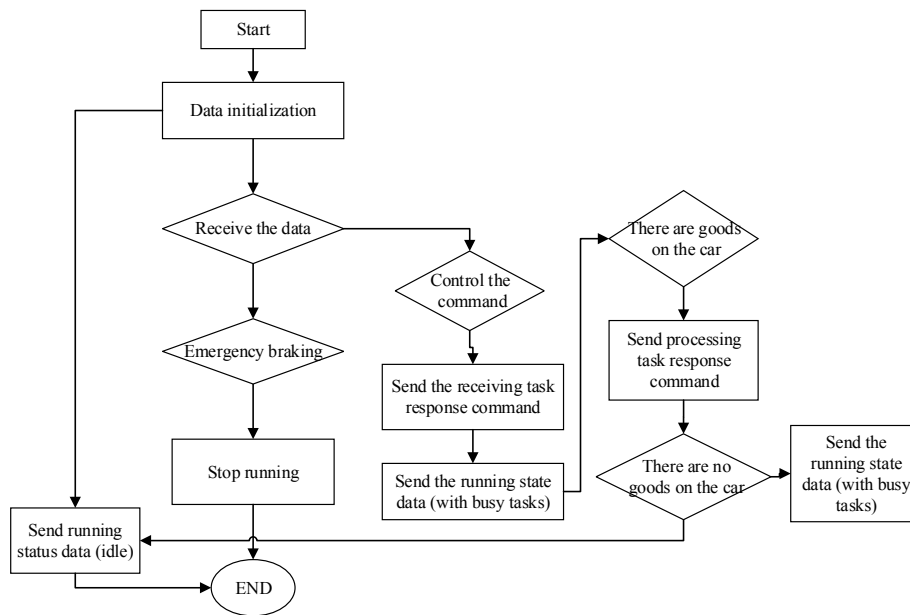 Start
Data initialization
Receive the data
There are goods
on the car
Control the
command
Emergency braking
Send processing
task response
command
Send the receiving task
response command
Stop running
Send the running state
data (with busy tasks)
There are no
goods on the car
Send the
running state
data (with busy
tasks)
Send running
status data (idle)
END